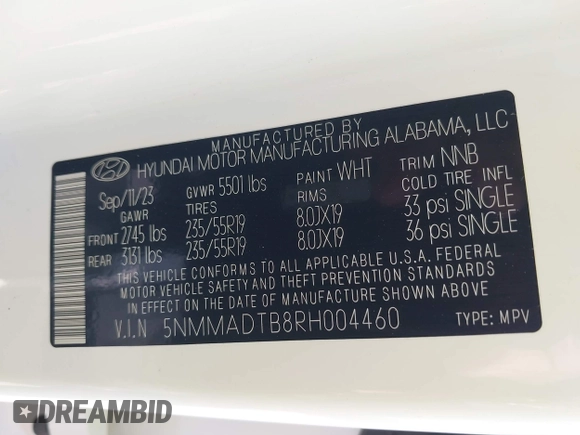 MANUFACTURED BY
HYUNDAI MOTOR MANUFACTURING ALABAMA, LLC
Sep/11/23 GVWR 5501 lbs PAINT WHT TRIM NNB
GAWR TIRES RIMS COLD TIRE INFL
FRONT 2745 lbs 235/55R19 8.0JX19 33 psi SINGLE
REAR 3131 lbs 235/55R19 8.0JX19 36 psi SINGLE
THIS VEHICLE CONFORMS TO ALL APPLICABLE U.S.A. FEDERAL
MOTOR VEHICLE SAFETY AND THEFT PREVENTION STANDARDS
IN EFFECT ON THE DATE OF MANUFACTURE SHOWN ABOVE.
V.I.N 5NMMADTB8RH004460 TYPE: MPV
DREAMBID